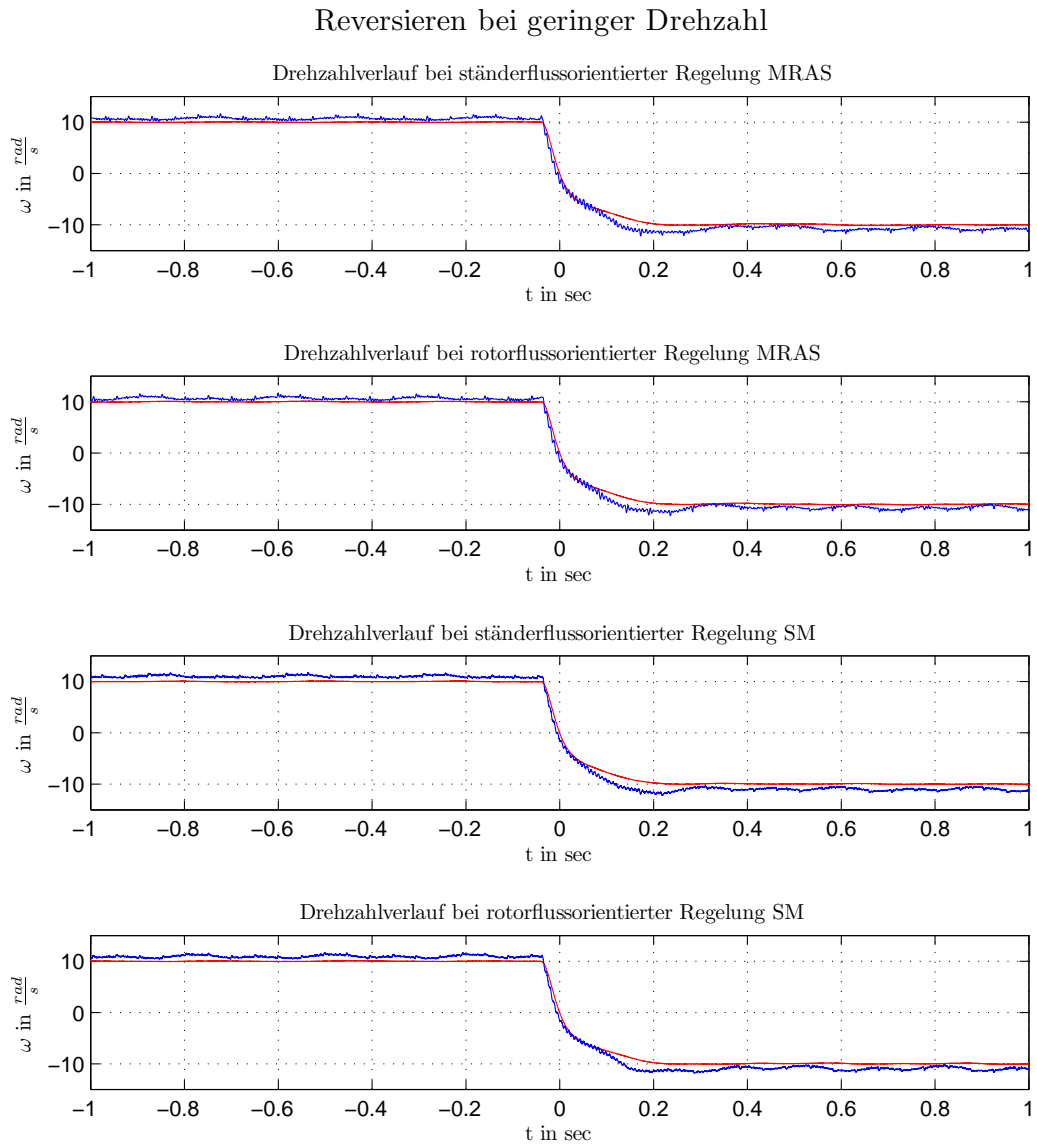 Reversieren bei geringer Drehzahl
Drehzahlverlauf bei ständerflussorientierter Regelung MRAS
ω in rad/s
10
0
−10
−1 −0.8 −0.6 −0.4 −0.2 0 0.2 0.4 0.6 0.8 1
t in sec
Drehzahlverlauf bei rotorflussorientierter Regelung MRAS
ω in rad/s
10
0
−10
−1 −0.8 −0.6 −0.4 −0.2 0 0.2 0.4 0.6 0.8 1
t in sec
Drehzahlverlauf bei ständerflussorientierter Regelung SM
ω in rad/s
10
0
−10
−1 −0.8 −0.6 −0.4 −0.2 0 0.2 0.4 0.6 0.8 1
t in sec
Drehzahlverlauf bei rotorflussorientierter Regelung SM
ω in rad/s
10
0
−10
−1 −0.8 −0.6 −0.4 −0.2 0 0.2 0.4 0.6 0.8 1
t in sec